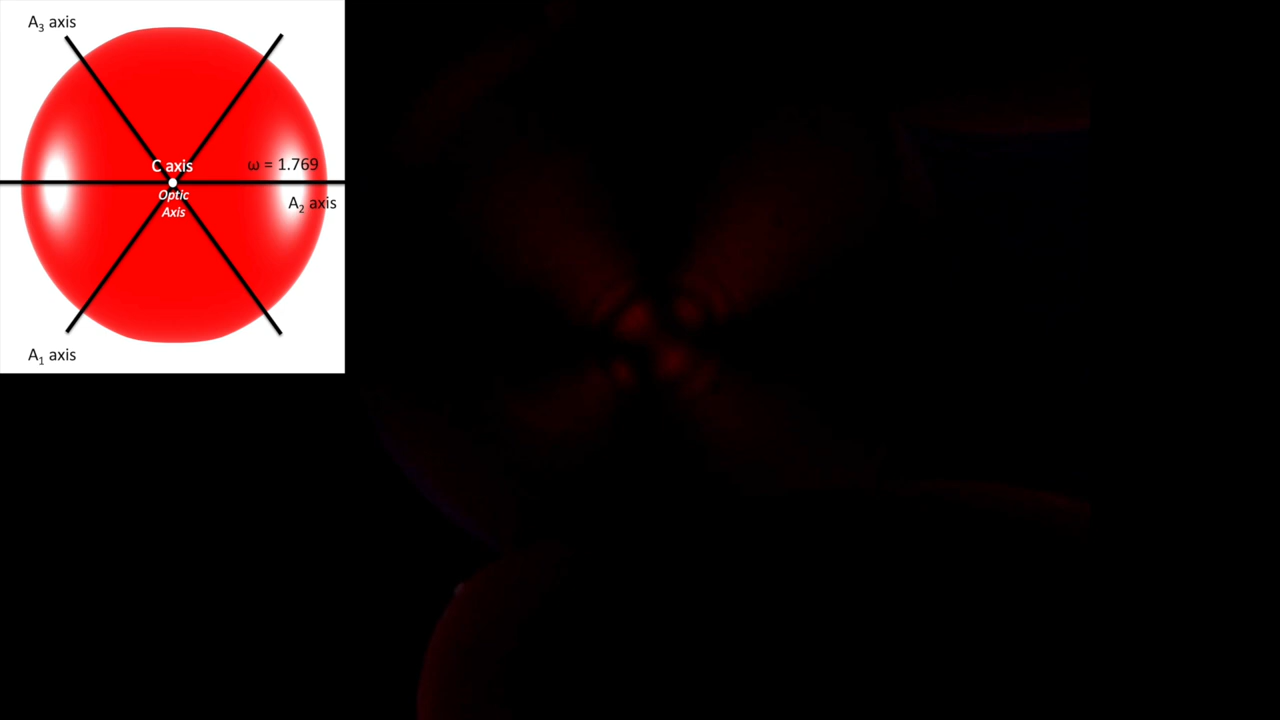 A₃ axis
C axis
ω = 1.769
Optic
Axis
A₂ axis
A₁ axis